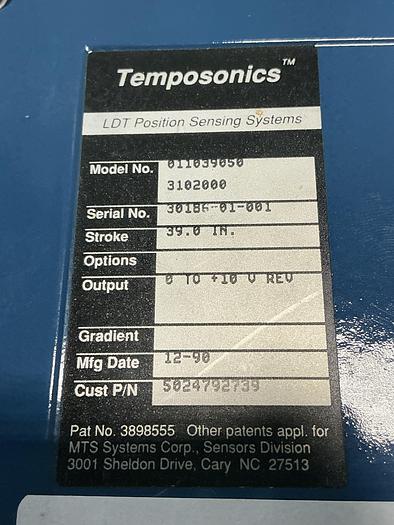 Temposonics™
LDT Position Sensing Systems
Model No. 011039050
3102000
Serial No. 30186-01-001
Stroke 39.0 IN.
Options
Output 0 TO +10 V REV
Gradient
Mfg Date 12-90
Cust P/N 5024792739
Pat No. 3898555 Other patents appl. for
MTS Systems Corp., Sensors Division
3001 Sheldon Drive, Cary NC 27513